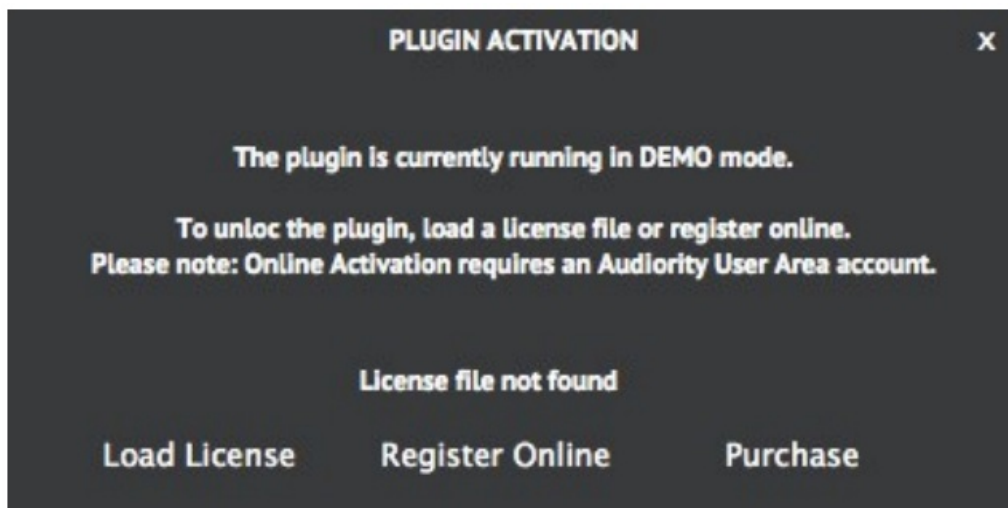 PLUGIN ACTIVATION
X
The plugin is currently running in DEMO mode.
To unloc the plugin, load a license file or register online.
Please note: Online Activation requires an Audiority User Area account.
License file not found
Load License Register Online Purchase